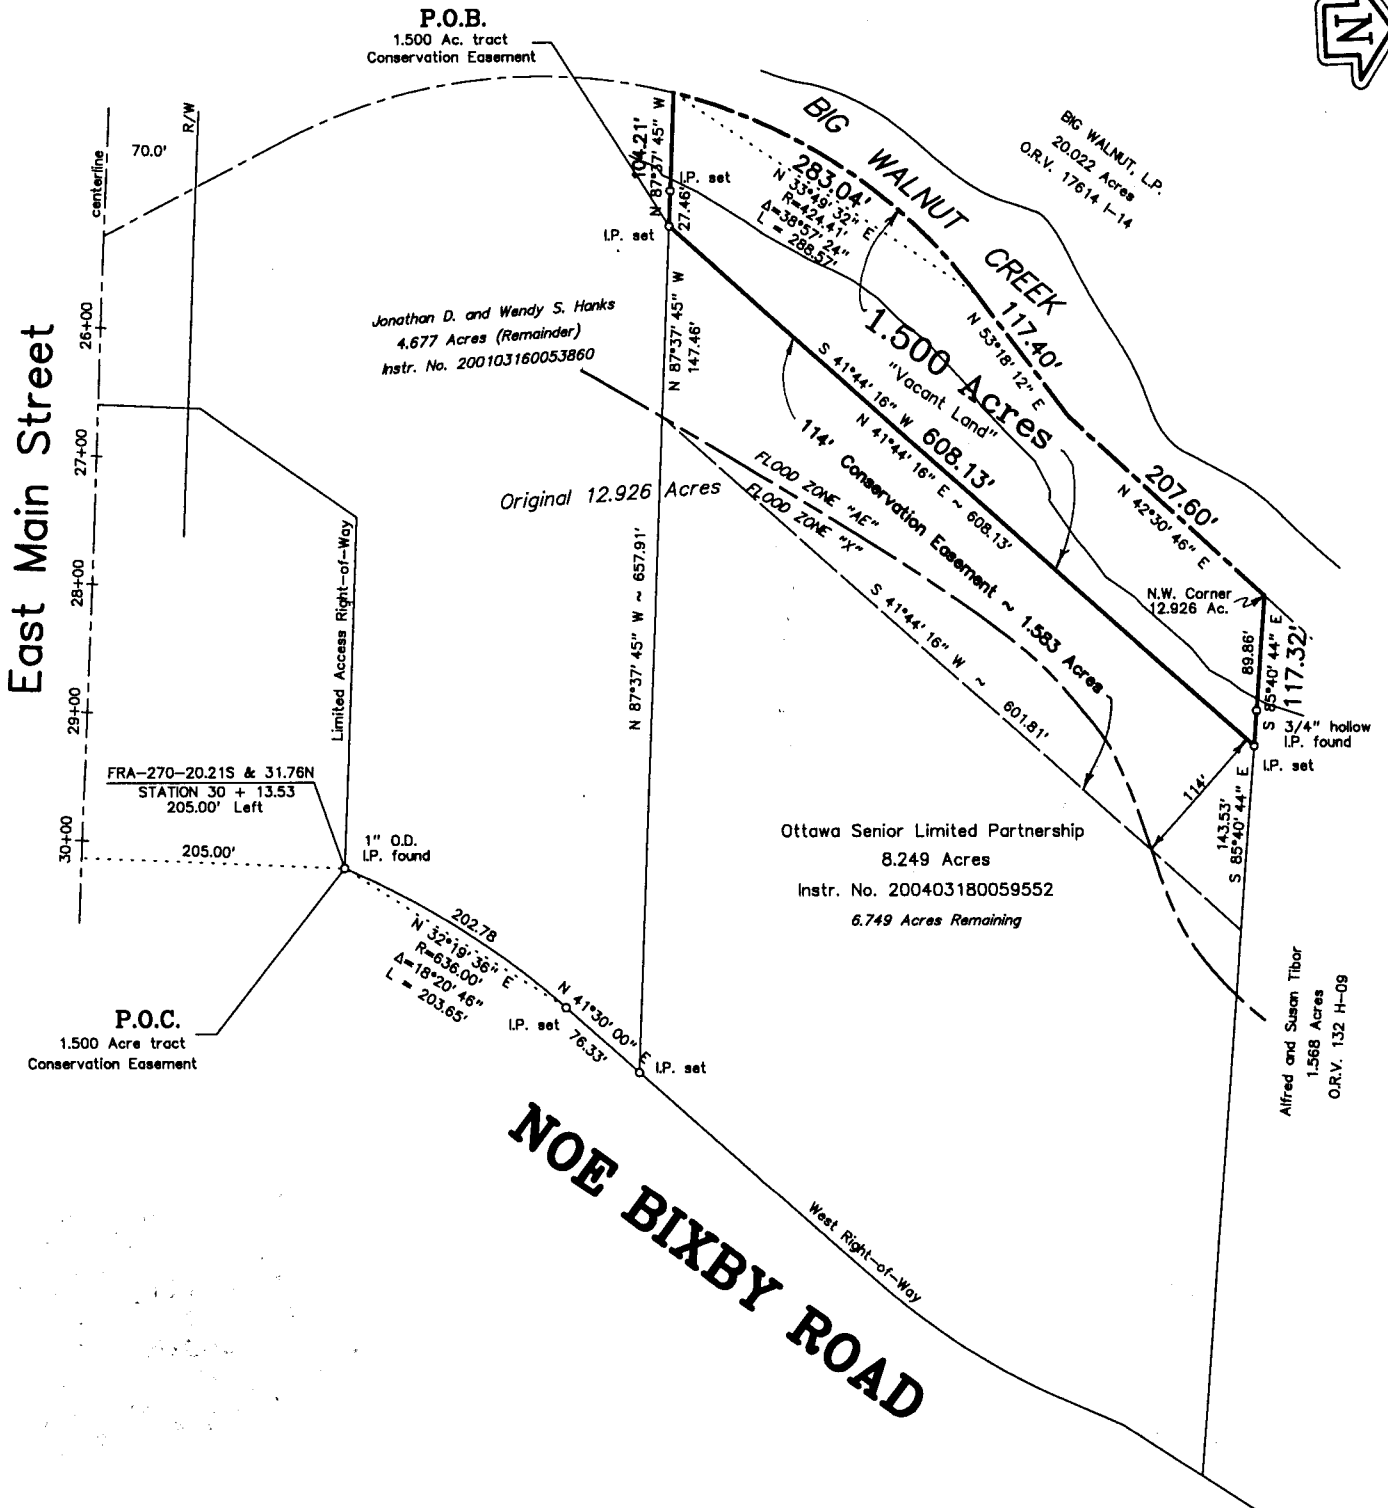 P.O.B.
1.500 Ac. tract
Conservation Easement
N
R/W
70.0'
centerline
East Main Street
26+00
27+00
28+00
29+00
30+00
104.21'
N 87°37' 45" W
27.46'
I.P. set
I.P. set
BIG WALNUT CREEK
BIG WALNUT, L.P.
20.022 Acres
O.R.V. 17614 I-14
283.04'
N 33°49' 32" E
R=424.41'
Δ=38°57' 24"
L = 288.57'
117.40'
N 53°18' 12" E
207.60'
N 42°30' 46" E
1.500 Acres
"Vacant Land"
S 41°44' 16" W 608.13'
N 41°44' 16" E ~ 608.13'
114' Conservation Easement ~ 1.583 Acres
FLOOD ZONE "AE"
FLOOD ZONE "X"
S 41°44' 16" W ~ 601.81'
Jonathan D. and Wendy S. Hanks
4.677 Acres (Remainder)
Instr. No. 200103160053860
N 87°37' 45" W
147.46'
Original 12.926 Acres
N 87°37' 45" W ~ 657.91'
Limited Access Right-of-Way
N.W. Corner
12.926 Ac.
89.86'
S 85°40' 44" E
117.32'
3/4" hollow
I.P. found
I.P. set
114'
143.53'
S 85°40' 44" E
FRA-270-20.21S & 31.76N
STATION 30 + 13.53
205.00' Left
205.00'
1" O.D.
I.P. found
Ottawa Senior Limited Partnership
8.249 Acres
Instr. No. 200403180059552
6.749 Acres Remaining
202.78
N 32°19' 36" E
R=636.00'
Δ=18°20' 46"
L = 203.65'
N 41°30' 00" E
76.33'
I.P. set
I.P. set
P.O.C.
1.500 Acre tract
Conservation Easement
Alfred and Susan Tibor
1.568 Acres
O.R.V. 132 H-09
NOE BIXBY ROAD
West Right-of-Way